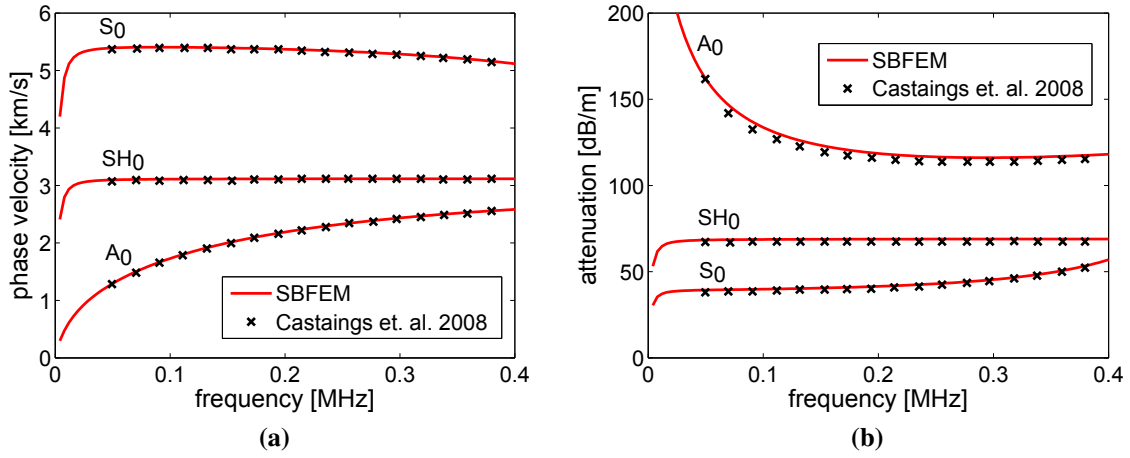 6
5
4
3
2
1
0
0
0.1
0.2
0.3
0.4
phase velocity [km/s]
frequency [MHz]
S0
SH0
A0
SBFEM
Castaings et. al. 2008
(a)
200
150
100
50
0
0
0.1
0.2
0.3
0.4
attenuation [dB/m]
frequency [MHz]
A0
SBFEM
Castaings et. al. 2008
SH0
S0
(b)